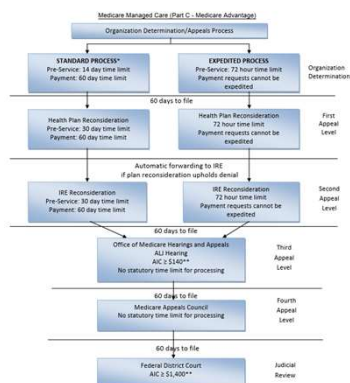 Medicare Managed Care (Part C - Medicare Advantage)
Organization Determination/Appeals Process
STANDARD PROCESS*
Pre-Service: 14 day time limit
Payment: 60 day time limit
EXPEDITED PROCESS
Pre-Service: 72 hour time limit
Payment requests cannot be
expedited
Organization
Determination
60 days to file
Health Plan Reconsideration
Pre-Service: 30 day time limit
Payment: 60 day time limit
Health Plan Reconsideration
72 hour time limit
Payment requests cannot be
expedited
First
Appeal
Level
Automatic forwarding to IRE
if plan reconsideration upholds denial
IRE Reconsideration
Pre-Service: 30 day time limit
Payment: 60 day time limit
IRE Reconsideration
72 hour time limit
Payment requests cannot be
expedited
Second
Appeal
Level
60 days to file
Office of Medicare Hearings and Appeals
ALJ Hearing
AIC ≥ $140**
No statutory time limit for processing
Third
Appeal
Level
60 days to file
Medicare Appeals Council
No statutory time limit for processing
Fourth
Appeal
Level
60 days to file
Federal District Court
AIC ≥ $1,400**
Judicial
Review